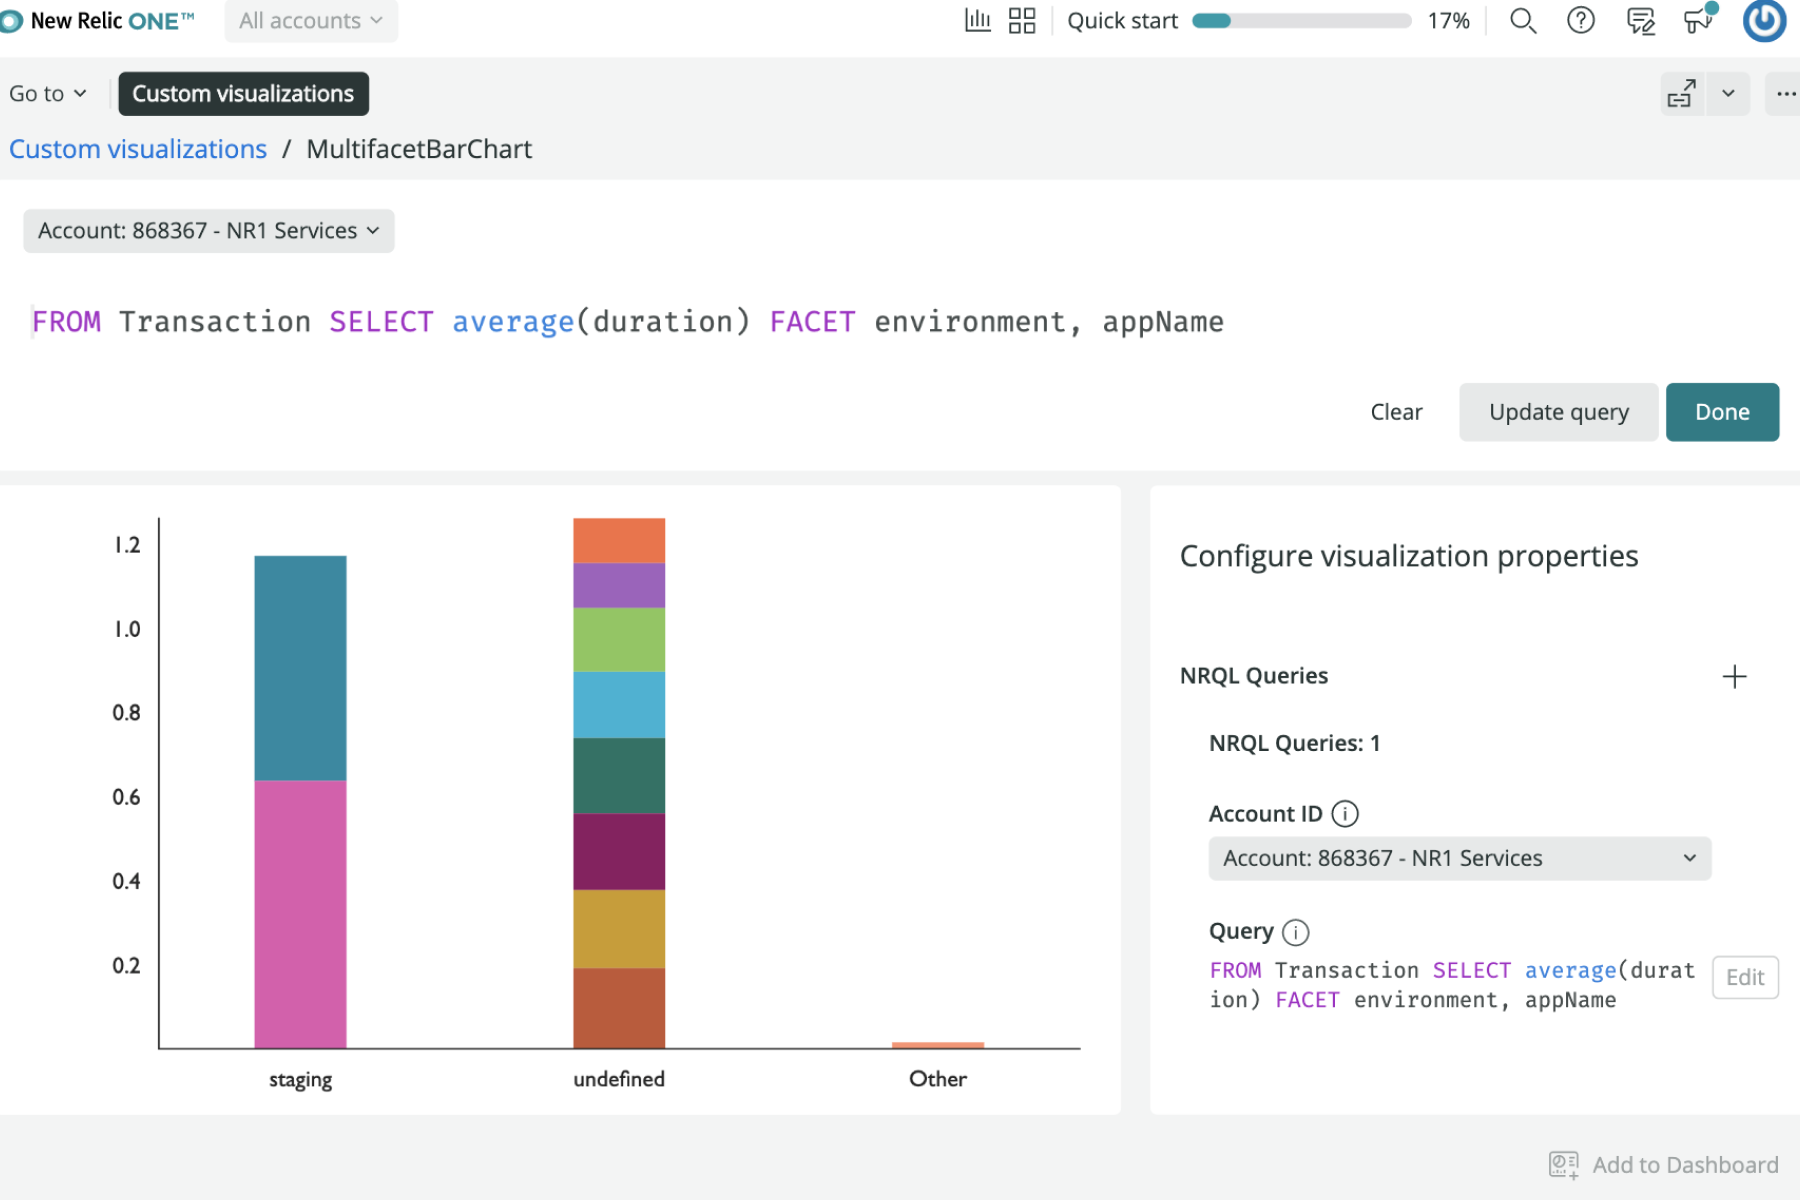 New Relic ONE™ All accounts Quick start 17%
Go to Custom visualizations
Custom visualizations / MultifacetBarChart
Account: 868367 - NR1 Services
FROM Transaction SELECT average(duration) FACET environment, appName
Clear Update query Done
1.2
1.0
0.8
0.6
0.4
0.2
staging undefined Other
Configure visualization properties
NRQL Queries
NRQL Queries: 1
Account ID
Account: 868367 - NR1 Services
Query
FROM Transaction SELECT average(durat
ion) FACET environment, appName
Edit
Add to Dashboard